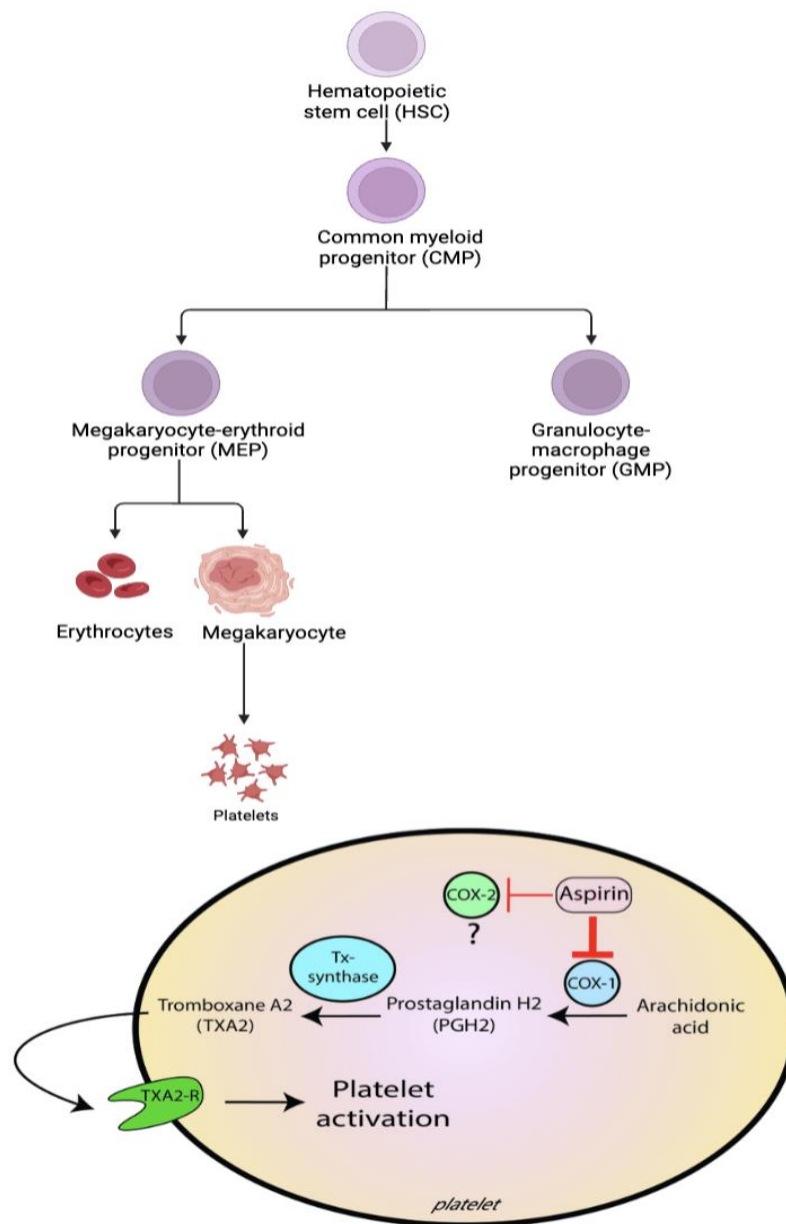 Hematopoietic
stem cell (HSC)
Common myeloid
progenitor (CMP)
Megakaryocyte-erythroid
progenitor (MEP)
Granulocyte-
macrophage
progenitor (GMP)
Erythrocytes
Megakaryocyte
Platelets
COX-2
?
Aspirin
Tx-
synthase
COX-1
Tromboxane A2
(TXA2)
Prostaglandin H2
(PGH2)
Arachidonic
acid
TXA2-R
Platelet
activation
platelet